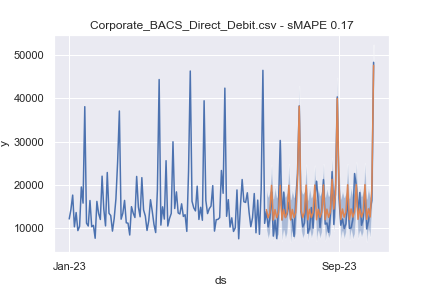 Corporate_BACS_Direct_Debit.csv - sMAPE 0.17
50000
40000
30000
20000
10000
y
Jan-23
Sep-23
ds